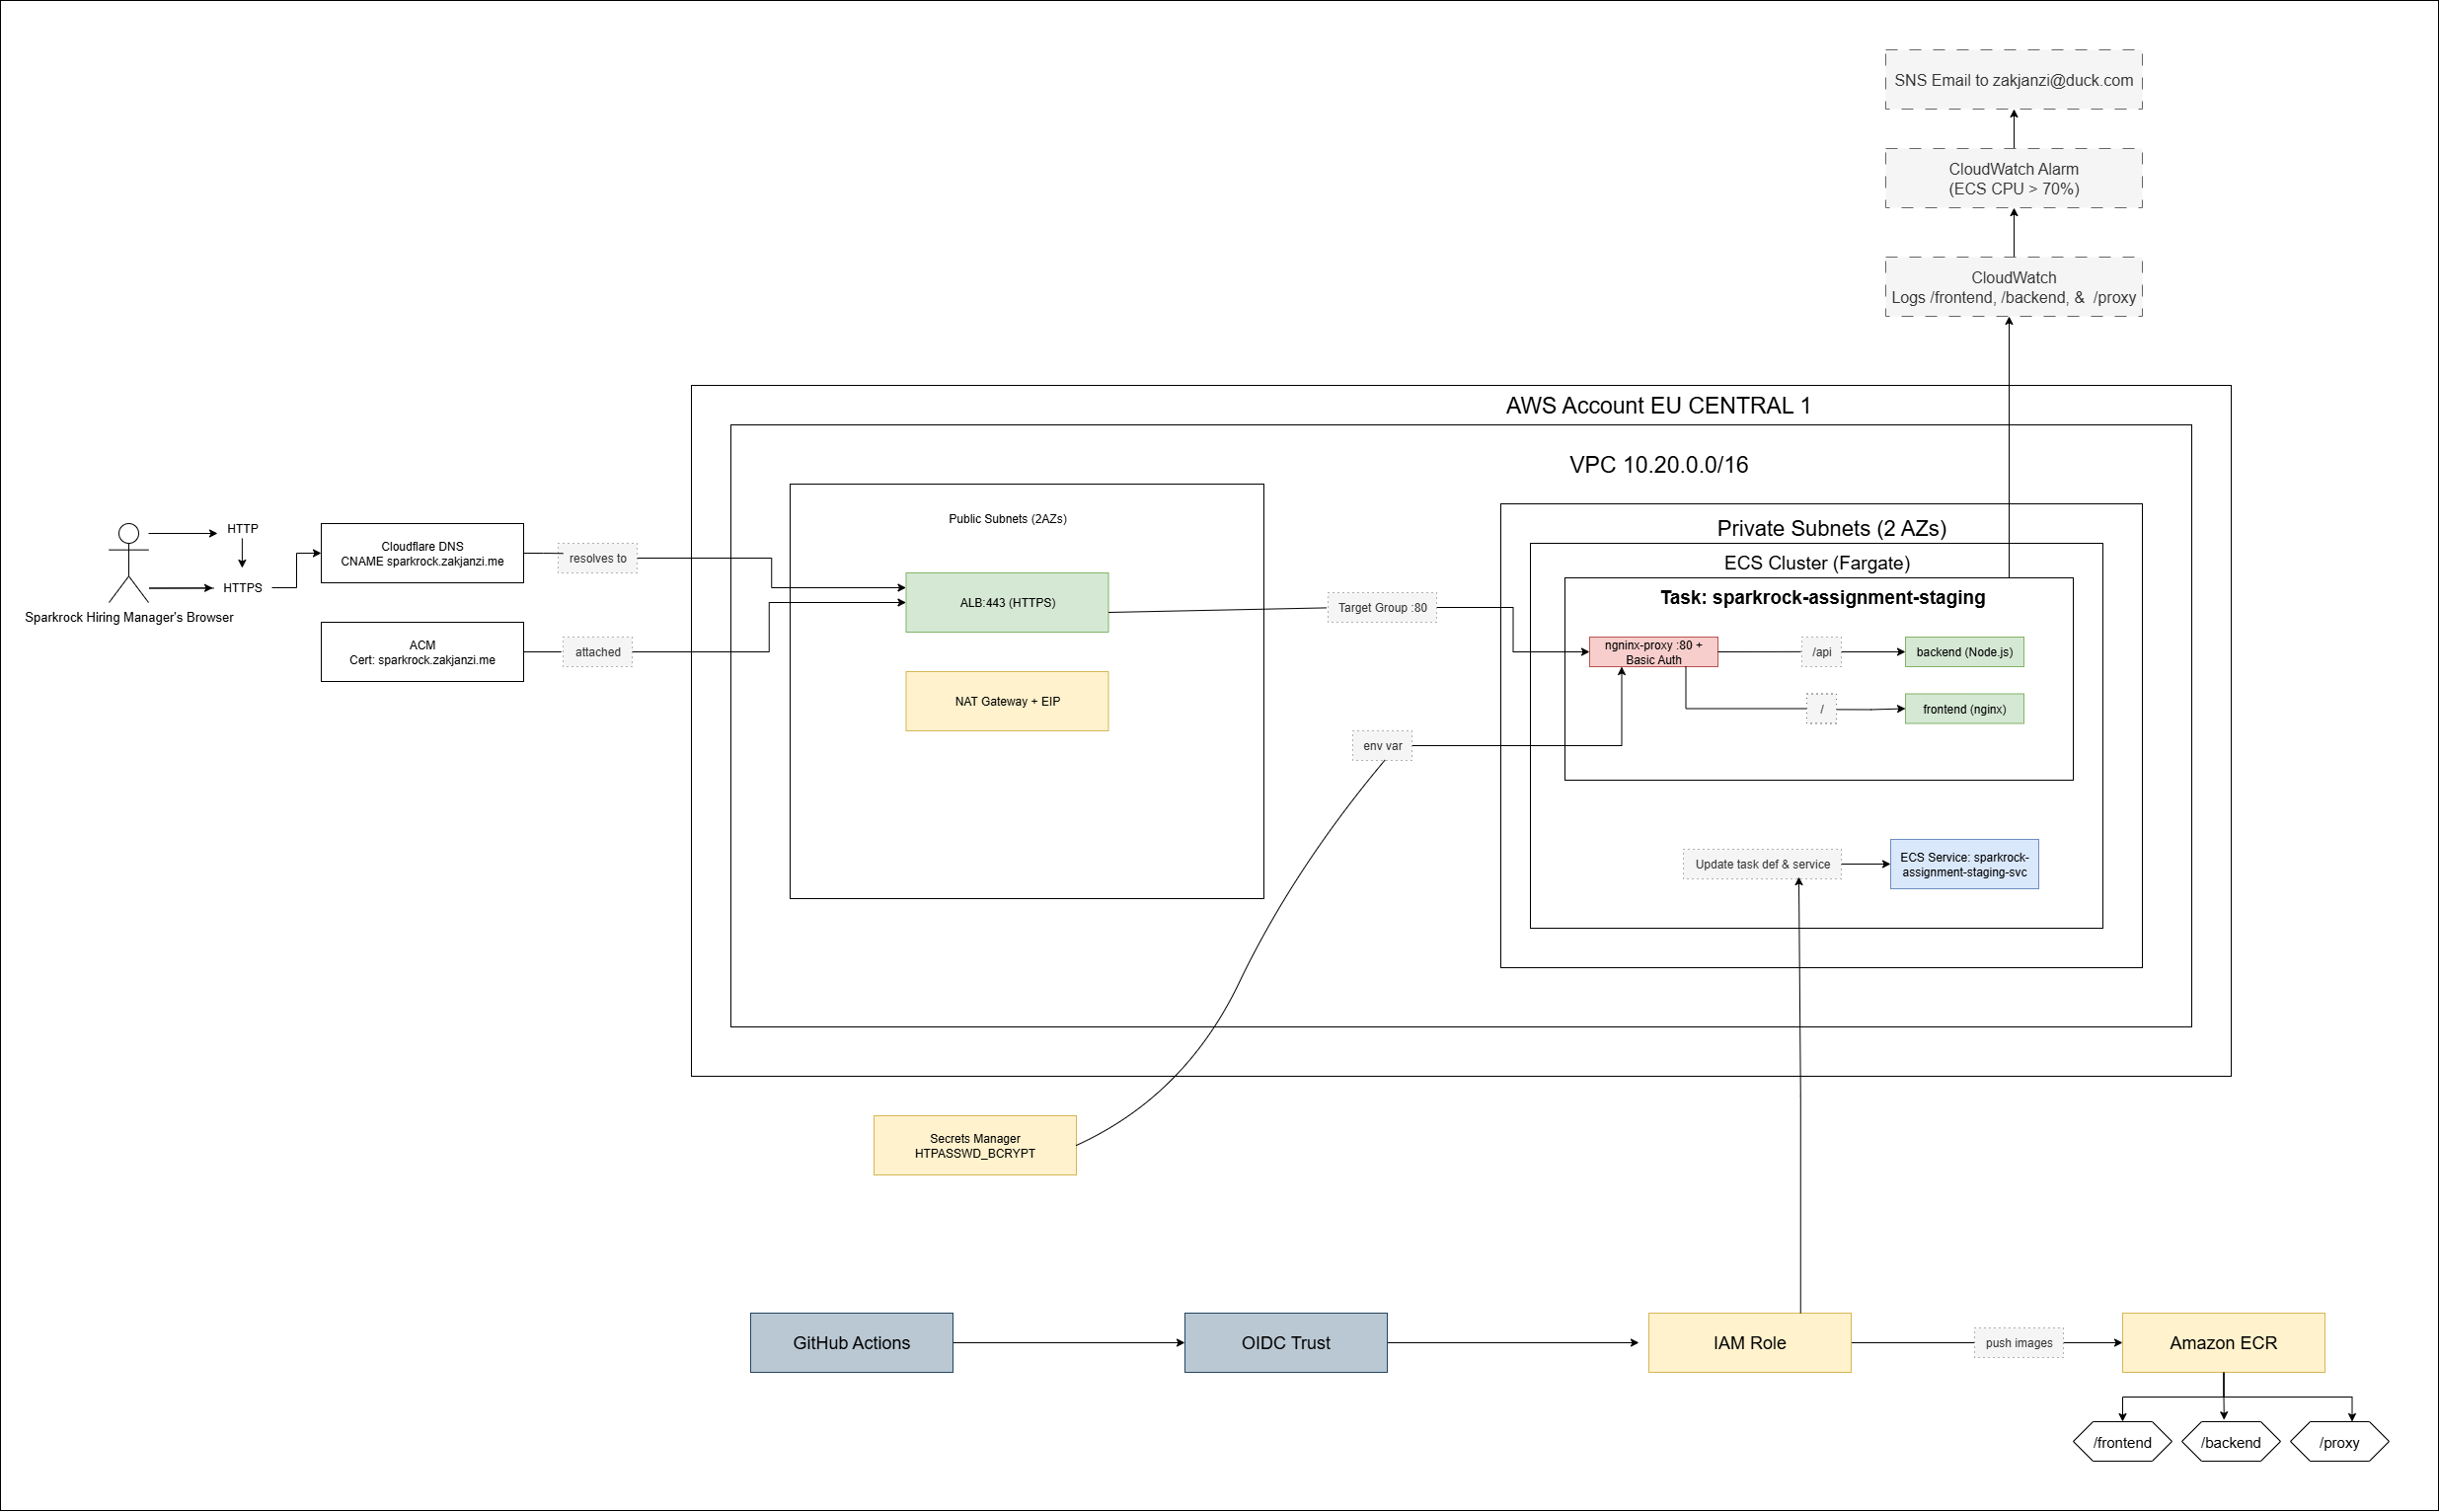 SNS Email to zakjanzi@duck.com
CloudWatch Alarm
(ECS CPU > 70%)
CloudWatch
Logs /frontend, /backend, & /proxy
AWS Account EU CENTRAL 1
VPC 10.20.0.0/16
Public Subnets (2AZs)
Private Subnets (2 AZs)
ECS Cluster (Fargate)
Task: sparkrock-assignment-staging
HTTP
HTTPS
Sparkrock Hiring Manager's Browser
Cloudflare DNS
CNAME sparkrock.zakjanzi.me
resolves to
ACM
Cert: sparkrock.zakjanzi.me
attached
ALB:443 (HTTPS)
NAT Gateway + EIP
Target Group :80
ngninx-proxy :80 +
Basic Auth
/api
backend (Node.js)
/
frontend (nginx)
env var
Update task def & service
ECS Service: sparkrock-
assignment-staging-svc
Secrets Manager
HTPASSWD_BCRYPT
GitHub Actions
OIDC Trust
IAM Role
push images
Amazon ECR
/frontend
/backend
/proxy